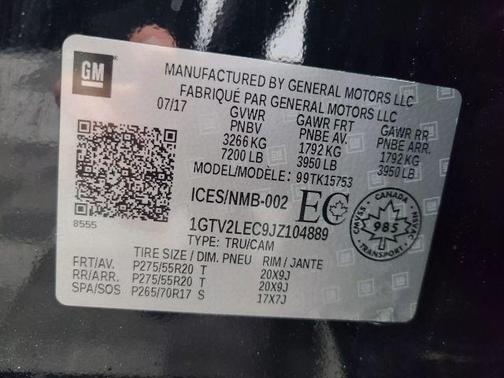 GM
MANUFACTURED BY GENERAL MOTORS LLC
FABRIQUÉ PAR GENERAL MOTORS LLC
07/17
GVWR GAWR FRT GAWR RR
PNBV PNBE AV. PNBE ARR.
3266 KG 1792 KG 1792 KG
7200 LB 3950 LB 3950 LB
MODEL/MODÈLE: 99TK15753
ICES/NMB-002 EC
1GTV2LEC9JZ104889
TYPE: TRU/CAM
8555
CANADA
985
TIRE SIZE / DIM. PNEU RIM / JANTE
FRT/AV. P275/55R20 T 20X9J
RR/ARR. P275/55R20 T 20X9J
SPA/SOS P265/70R17 S 17X7J